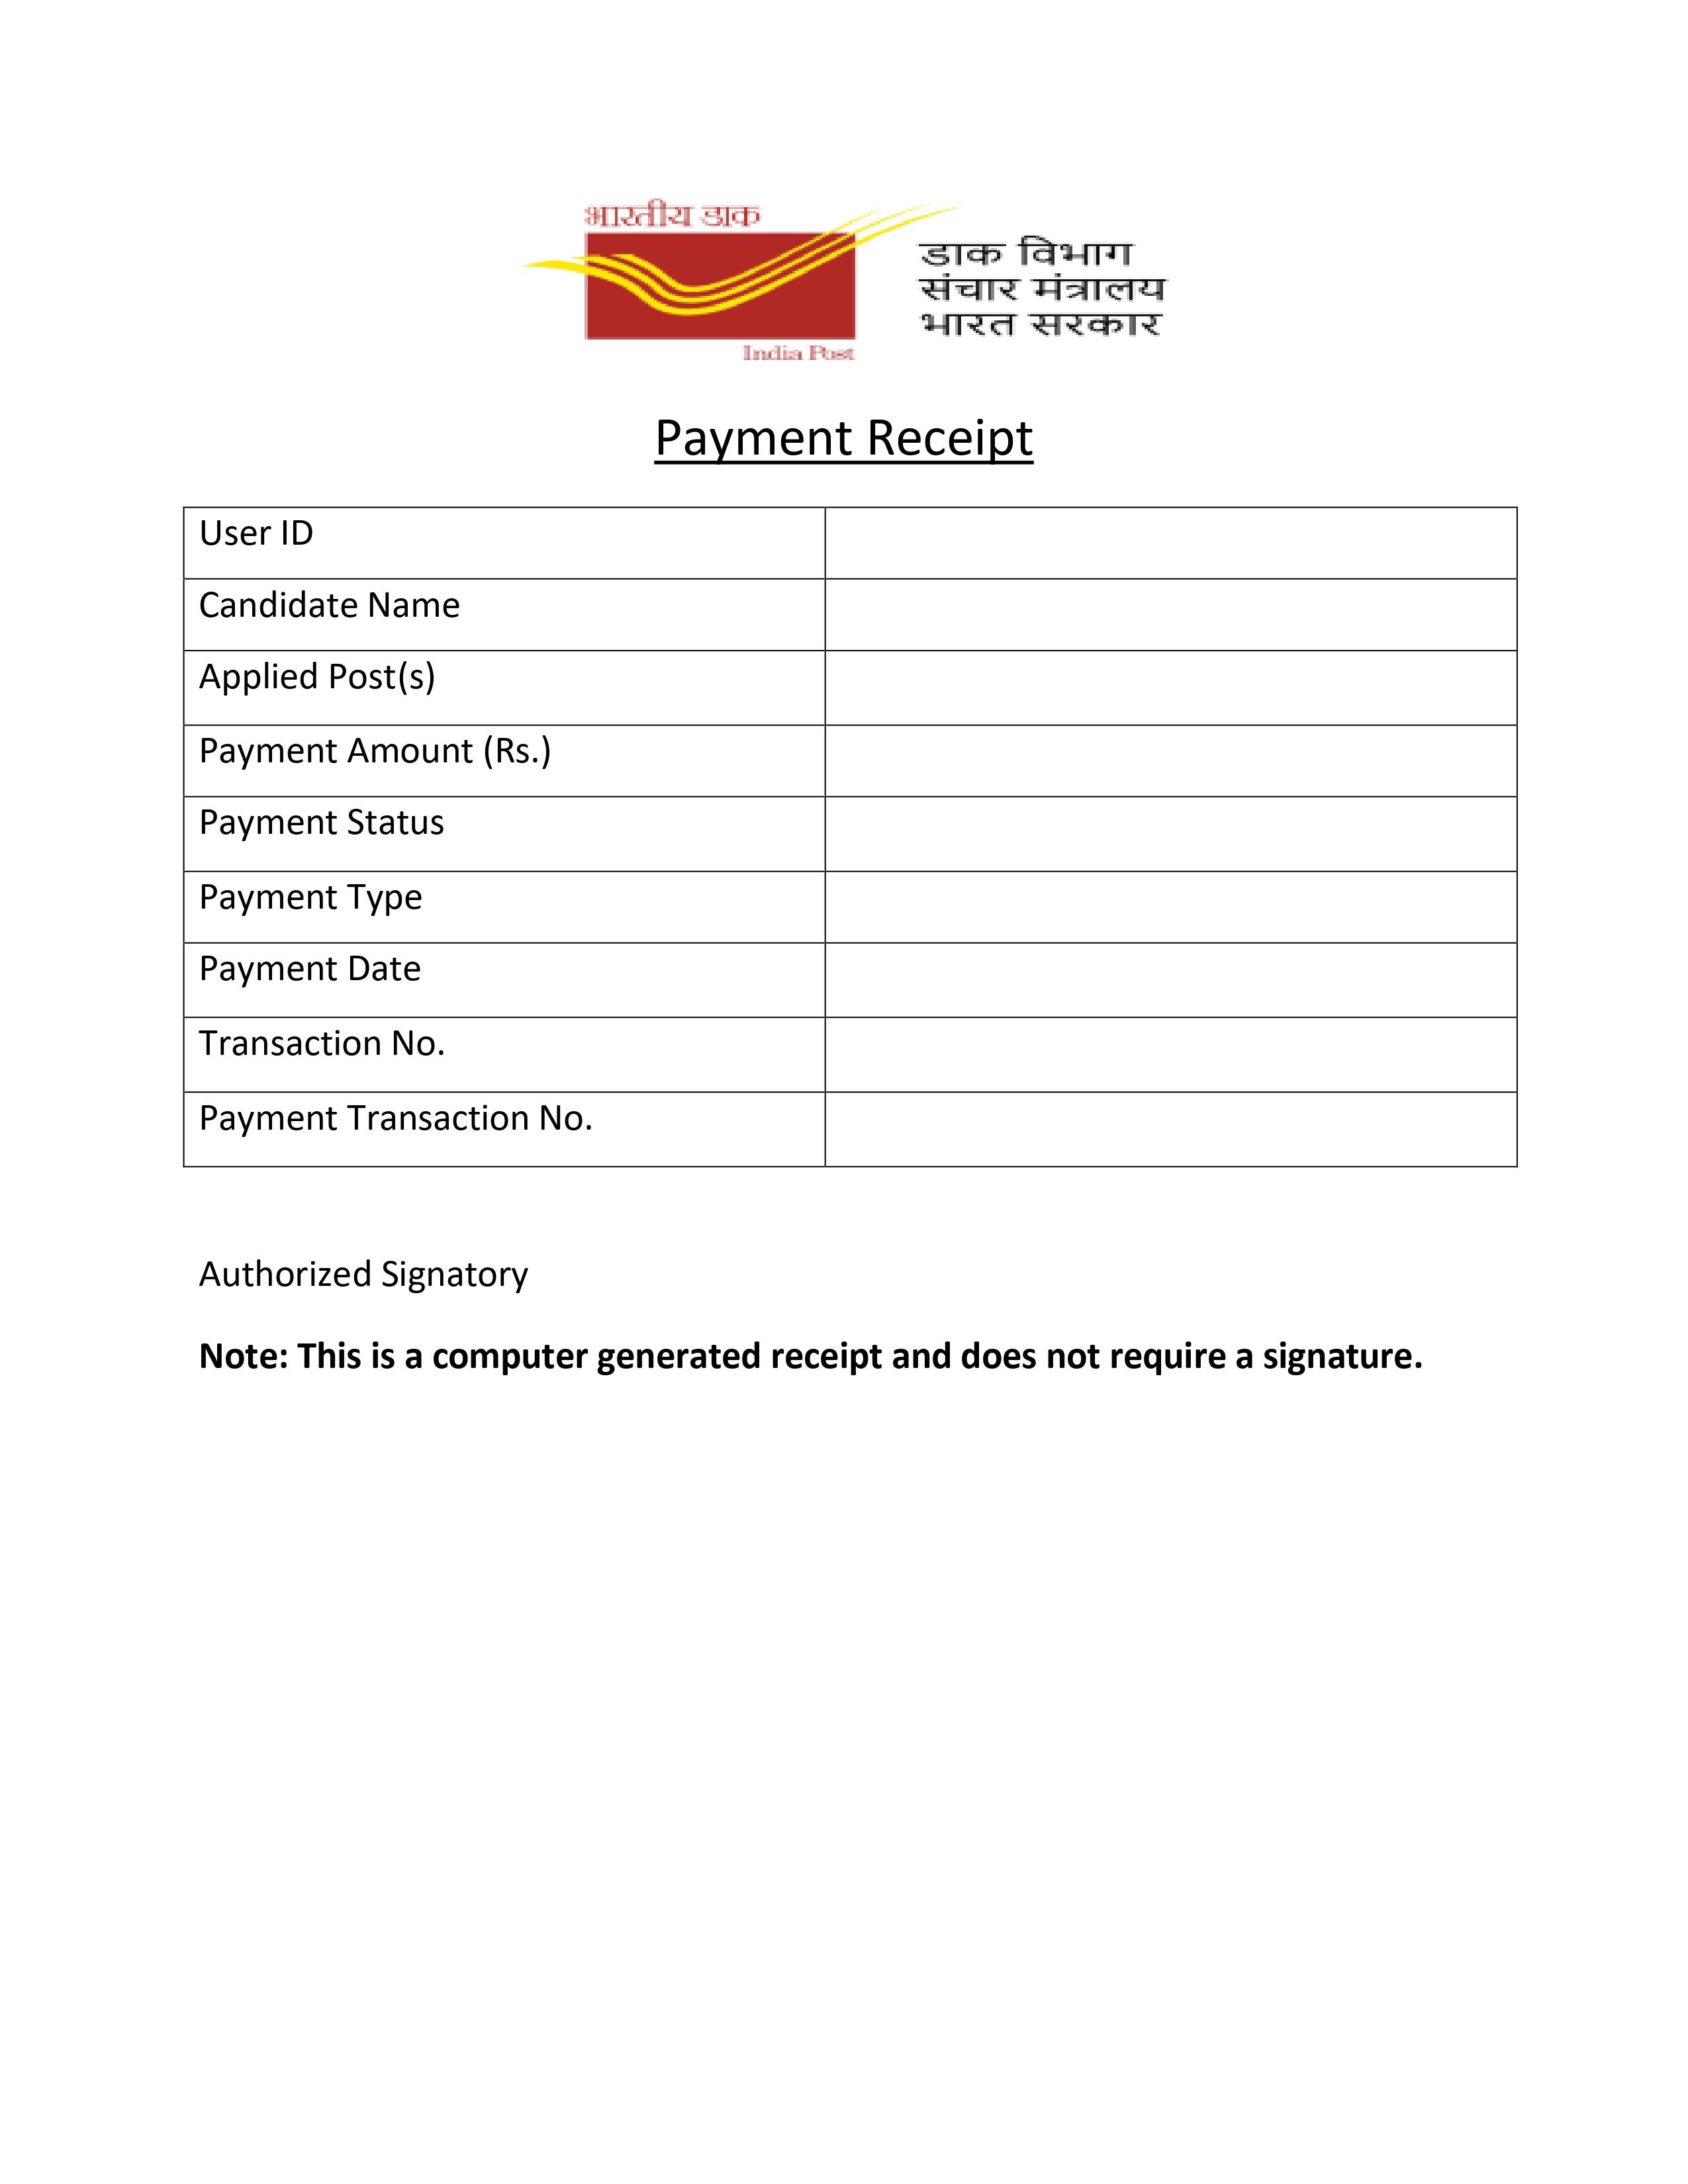 भारतीय डाक
India Post
डाक विभाग
संचार मंत्रालय
भारत सरकार
Payment Receipt
User ID
Candidate Name
Applied Post(s)
Payment Amount (Rs.)
Payment Status
Payment Type
Payment Date
Transaction No.
Payment Transaction No.
Authorized Signatory
Note: This is a computer generated receipt and does not require a signature.